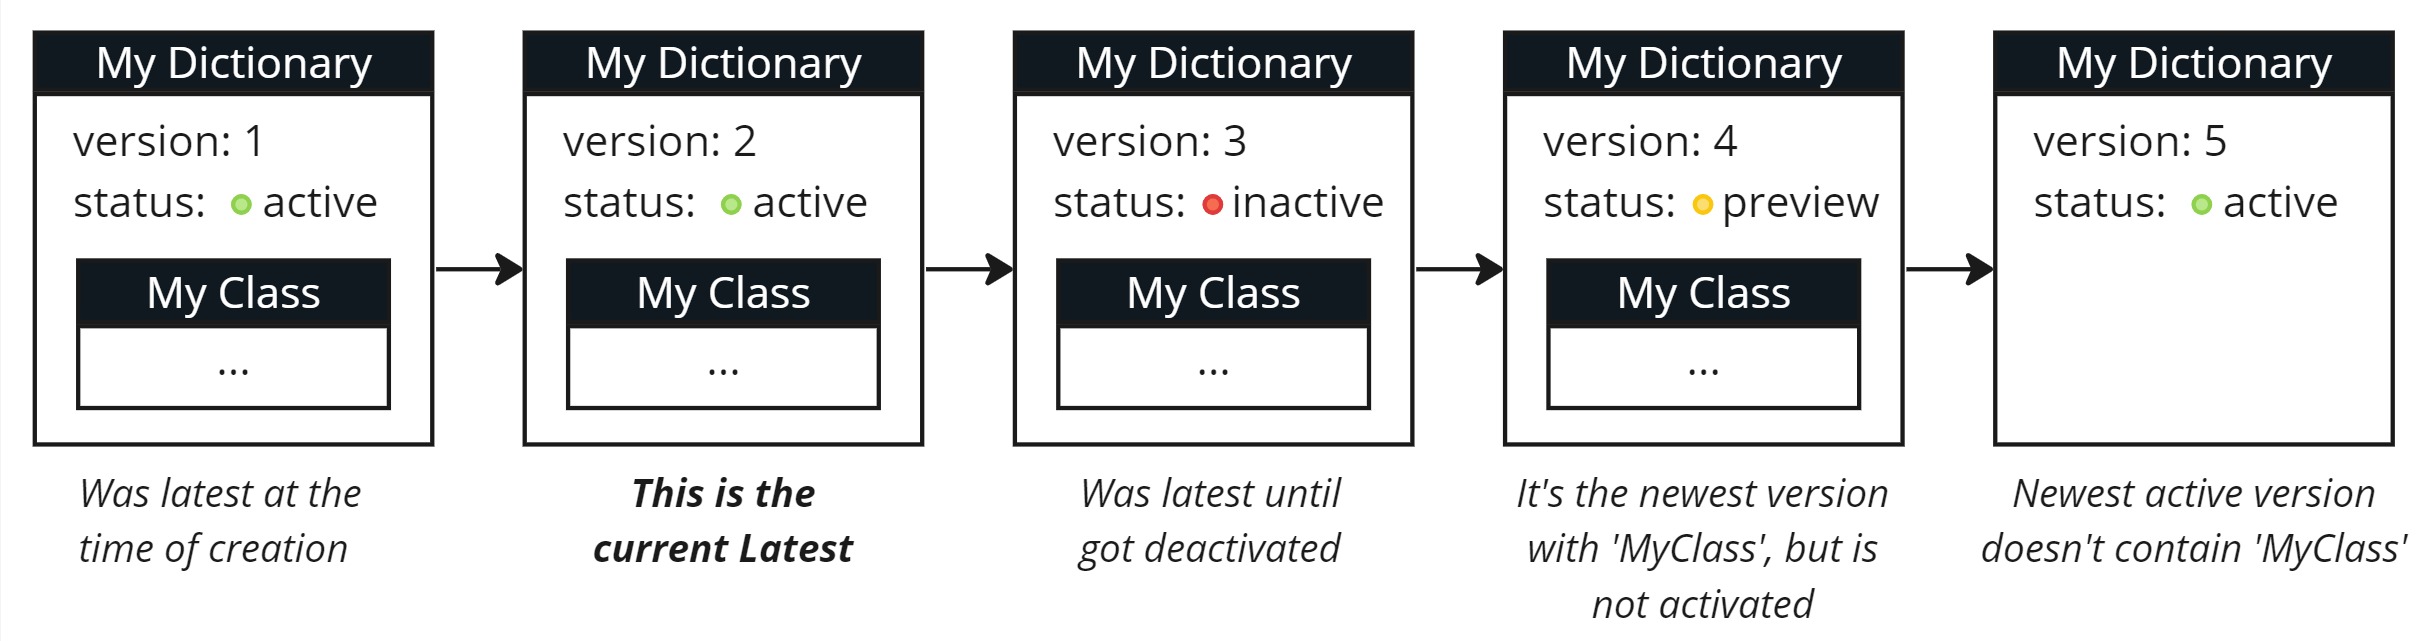 My Dictionary
version: 1
status: active
My Class
...
Was latest at the
time of creation
My Dictionary
version: 2
status: active
My Class
...
This is the
current Latest
My Dictionary
version: 3
status: inactive
My Class
...
Was latest until
got deactivated
My Dictionary
version: 4
status: preview
My Class
...
It's the newest version
with 'MyClass', but is
not activated
My Dictionary
version: 5
status: active
Newest active version
doesn't contain 'MyClass'